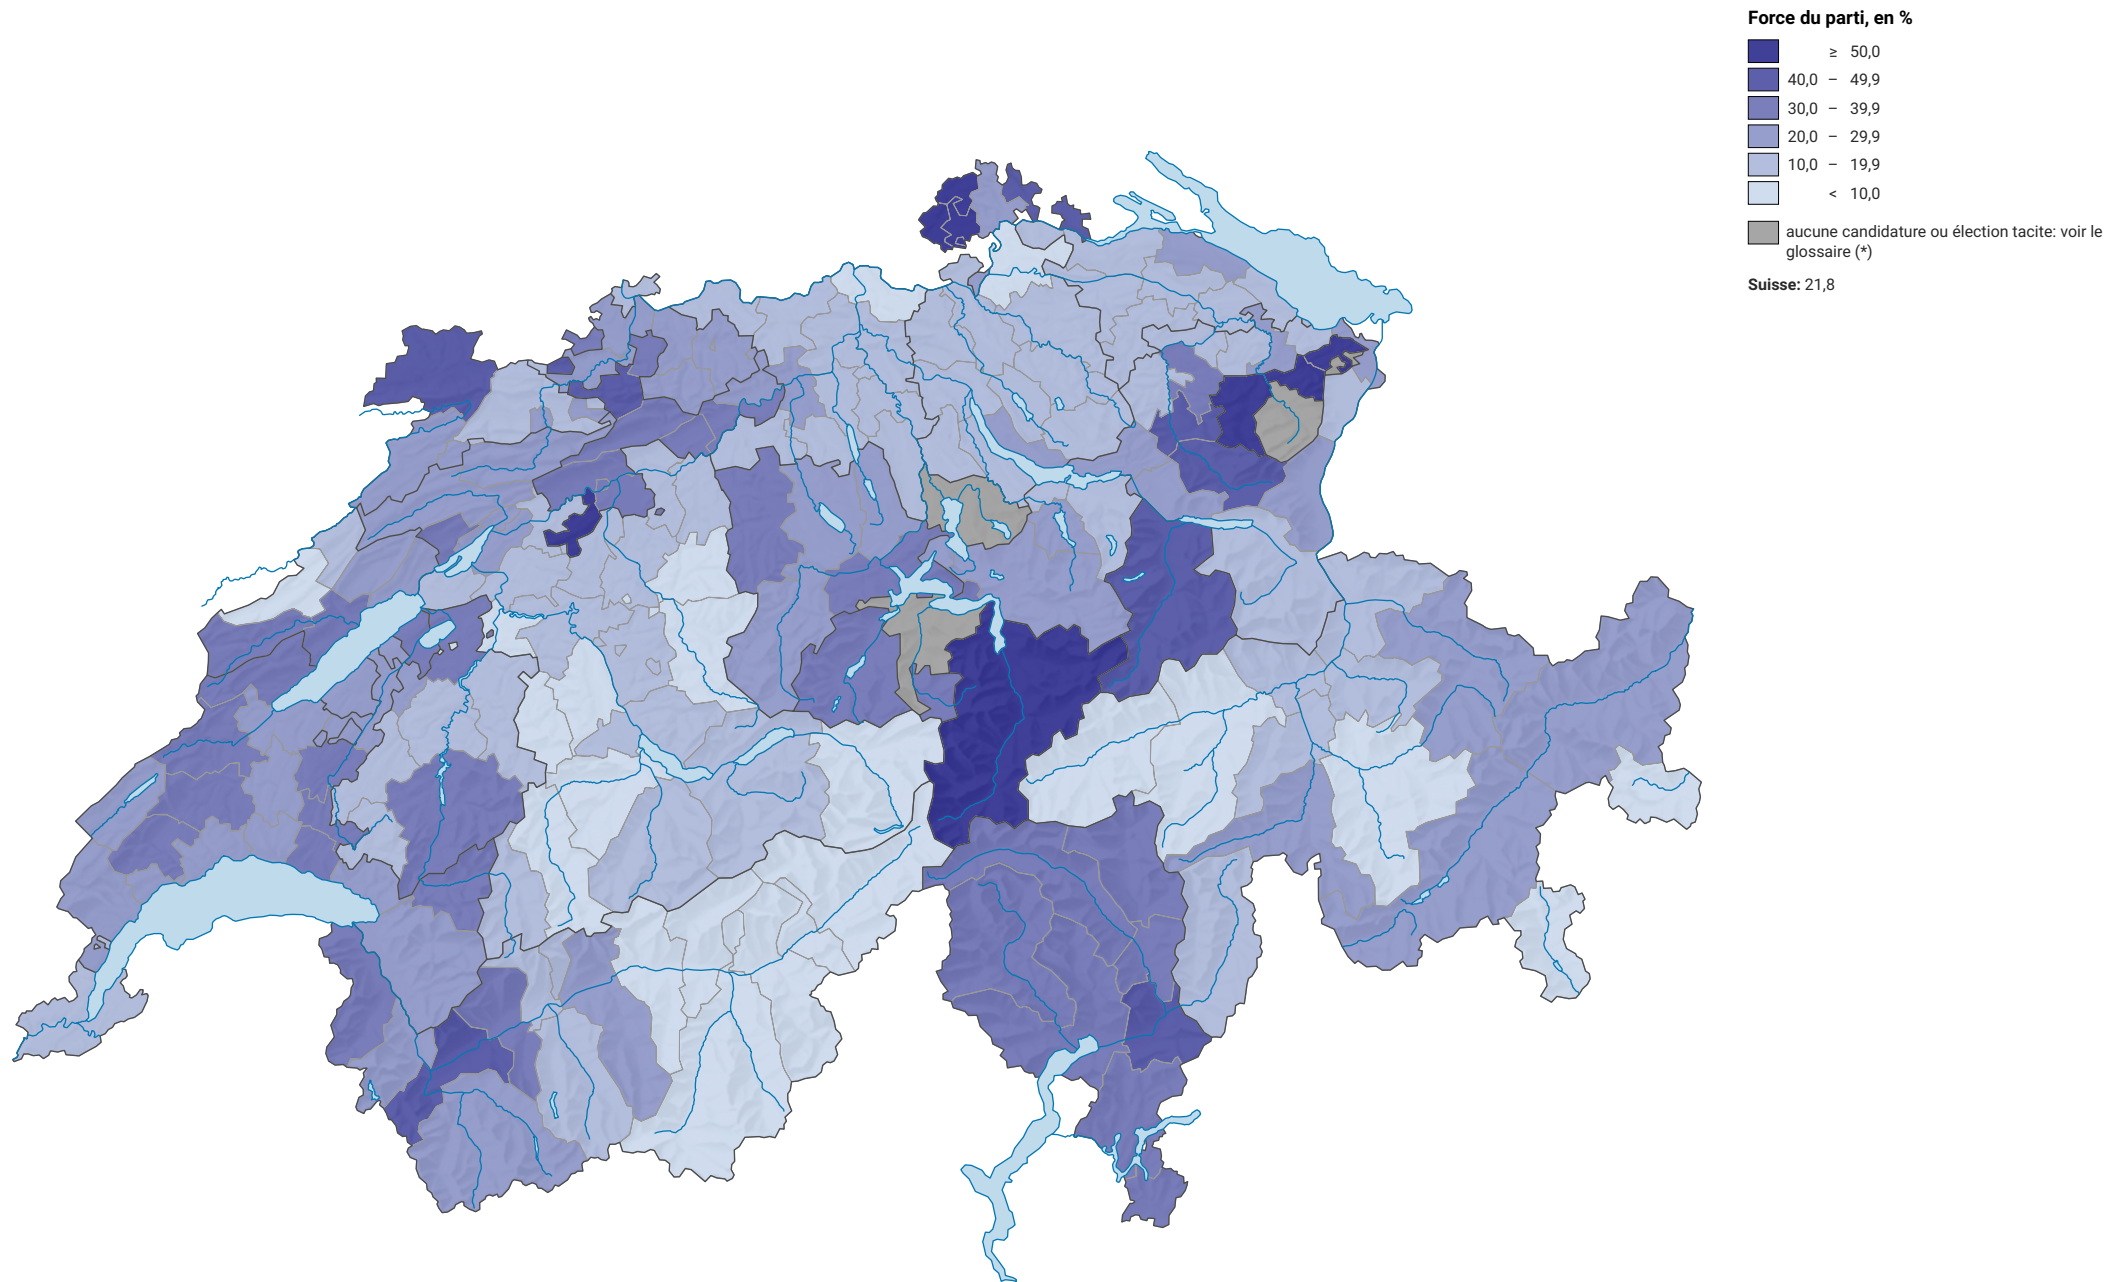 Force du parti, en %
≥ 50,0
40,0 – 49,9
30,0 – 39,9
20,0 – 29,9
10,0 – 19,9
< 10,0
aucune candidature ou élection tacite: voir le
glossaire (*)
Suisse: 21,8